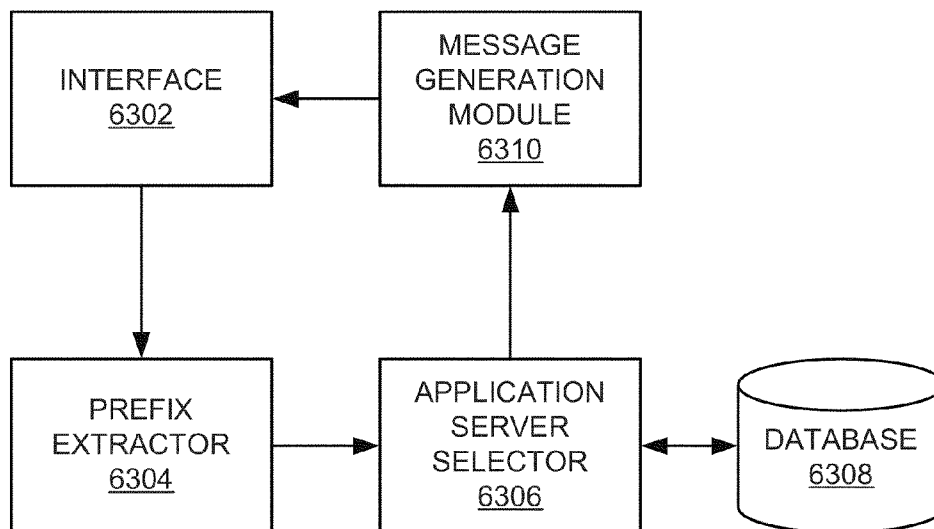 INTERFACE
6302
MESSAGE
GENERATION
MODULE
6310
PREFIX
EXTRACTOR
6304
APPLICATION
SERVER
SELECTOR
6306
DATABASE
6308